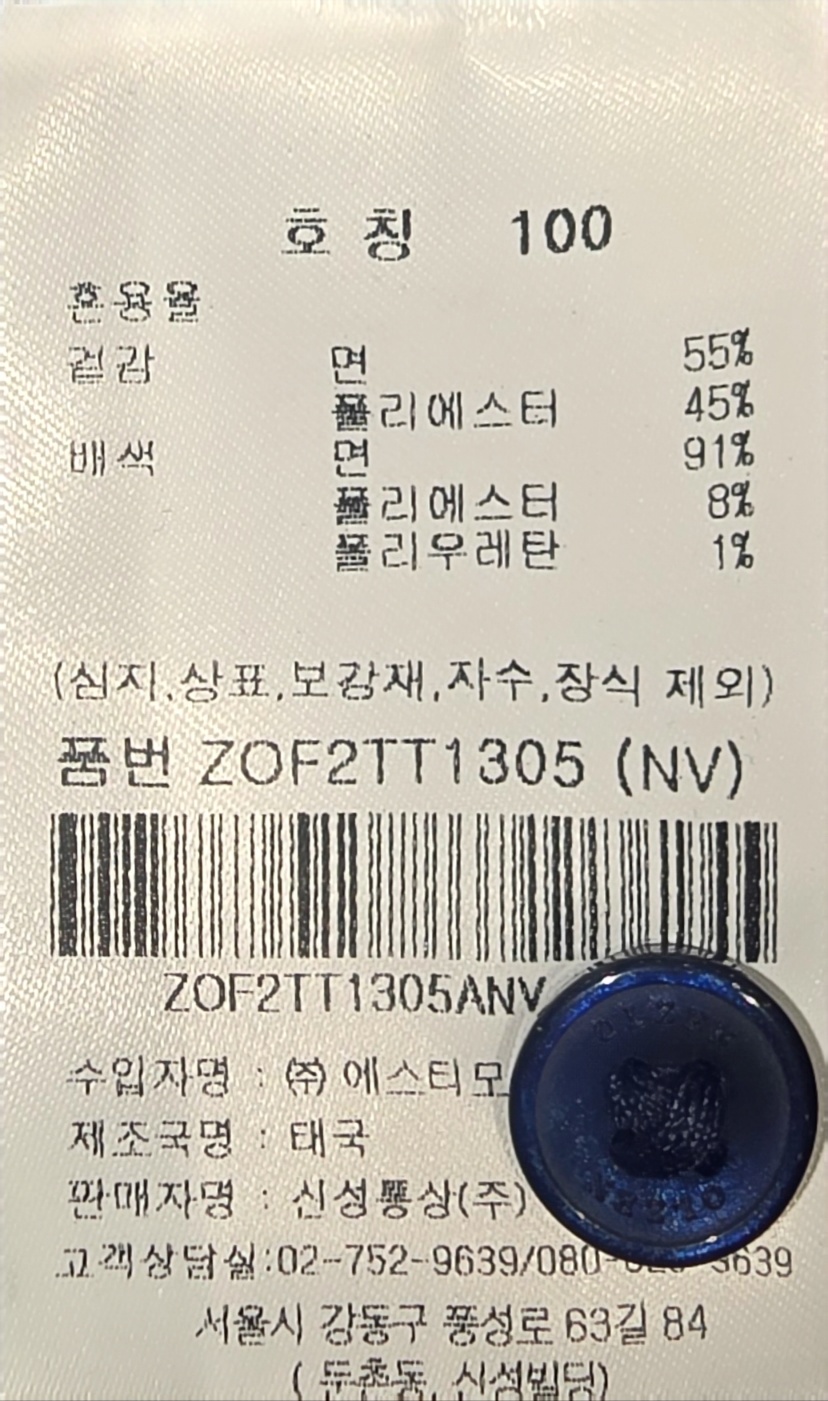 호칭 100
혼용율
겉감 면 55%
폴리에스터 45%
배색 면 91%
폴리에스터 8%
폴리우레탄 1%
(심지,상표,보강재,자수,장식 제외)
품번 ZOF2TT1305 (NV)
ZOF2TT1305ANV
수입자명 : ㈜ 에스티모
제조국명 : 태국
판매자명 : 신성통상(주)
고객상담실:02-752-9639/080-
서울시 강동구 풍성로 63길 84
( 둔촌동, 신성빌딩)